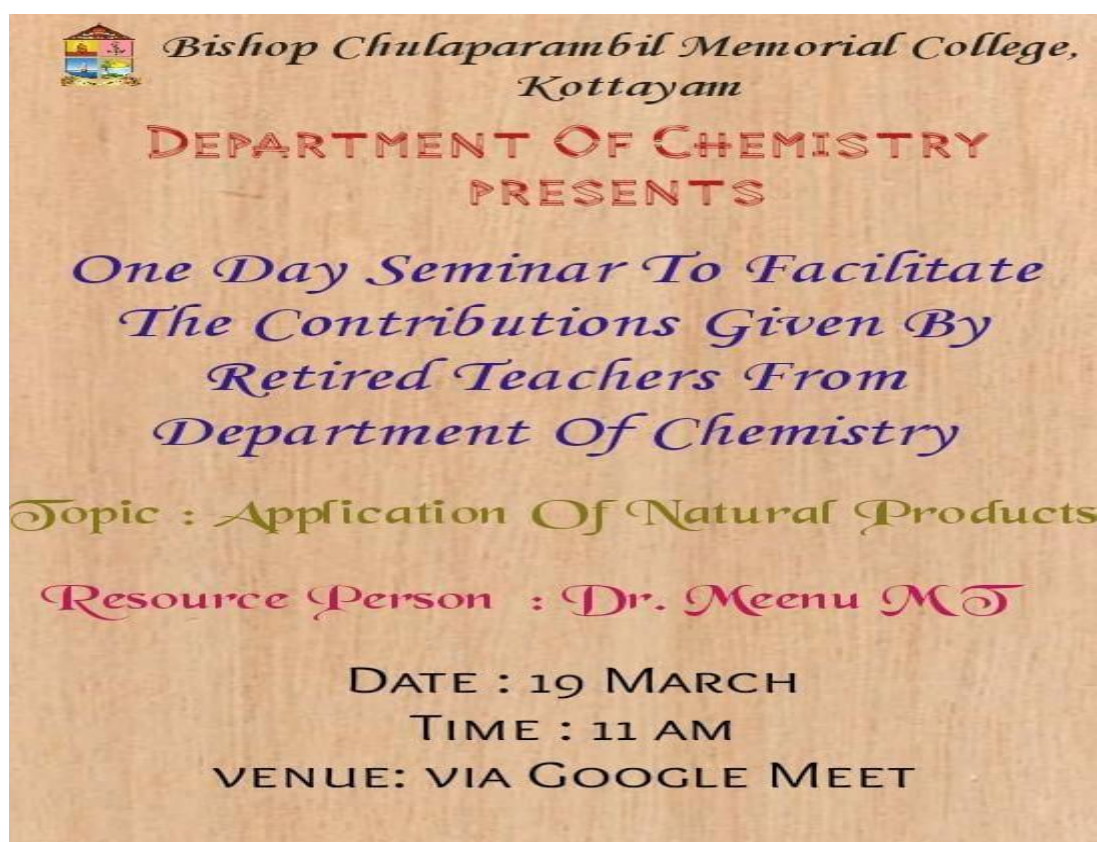 Bishop Chulaparambil Memorial College,
Kottayam
Department Of Chemistry
presents
One Day Seminar To Facilitate
The Contributions Given By
Retired Teachers From
Department Of Chemistry
Topic : Application Of Natural Products
Resource Person : Dr. Meenu MT
Date : 19 March
Time : 11 am
venue: via Google Meet